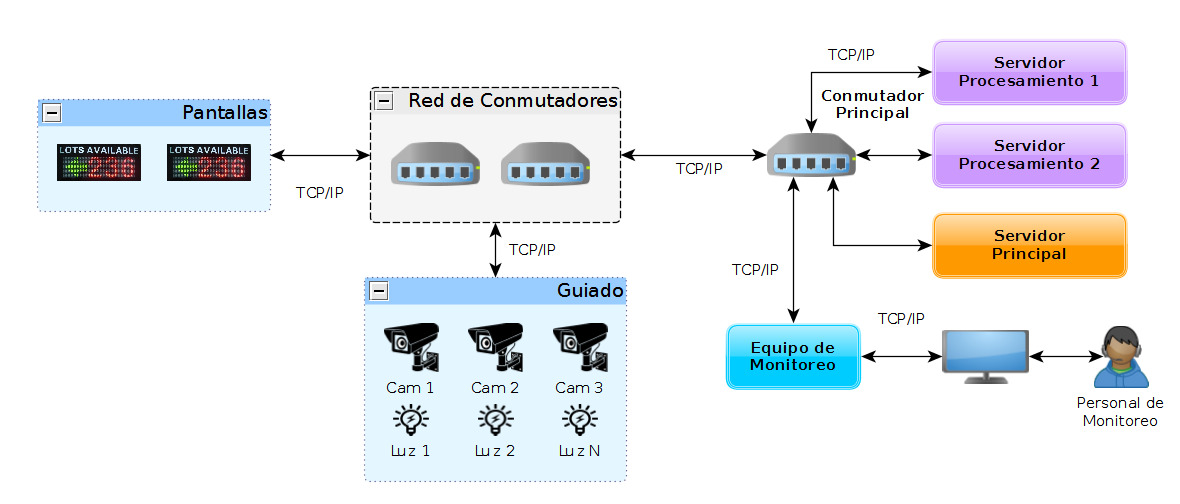 Pantallas
LOTS AVAILABLE
LOTS AVAILABLE
TCP/IP
Red de Conmutadores
TCP/IP
Guiado
Cam 1
Cam 2
Cam 3
Luz 1
Luz 2
Luz N
TCP/IP
TCP/IP
Conmutador
Principal
Servidor
Procesamiento 1
Servidor
Procesamiento 2
Servidor
Principal
TCP/IP
Equipo de
Monitoreo
TCP/IP
Personal de
Monitoreo